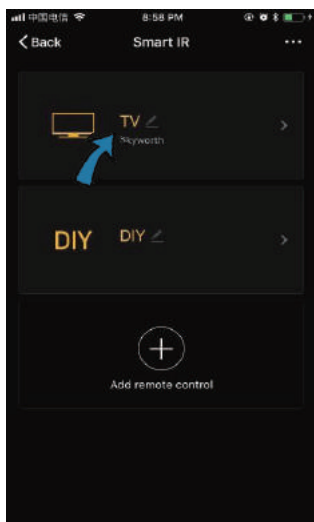 中国电信 8:58 PM
Back Smart IR
TV
Skyworth
DIY DIY
Add remote control